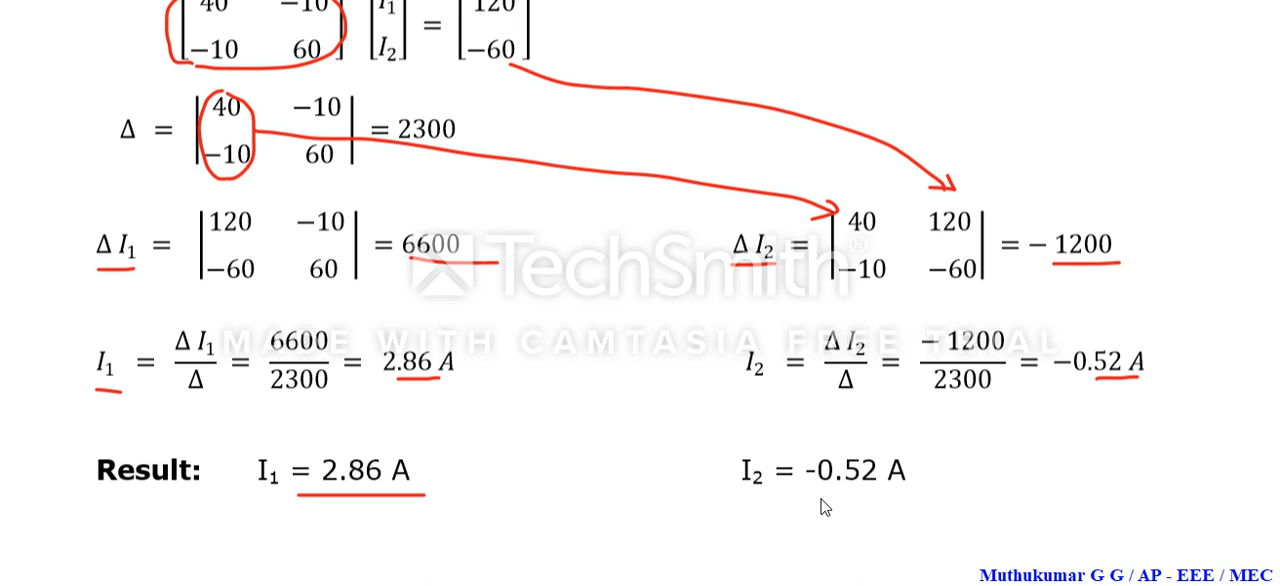 40 −10 I₁ 120
−10 60 I₂ = −60
Δ = 40 −10 = 2300
−10 60
Δ I₁ = 120 −10 = 6600
−60 60
Δ I₂ = 40 120 = − 1200
−10 −60
TechSmith®
MADE WITH CAMTASIA FREE TRIAL
I₁ = Δ I₁ / Δ = 6600 / 2300 = 2.86 A
I₂ = Δ I₂ / Δ = − 1200 / 2300 = −0.52 A
Result: I₁ = 2.86 A I₂ = -0.52 A
Muthukumar G G / AP - EEE / MEC